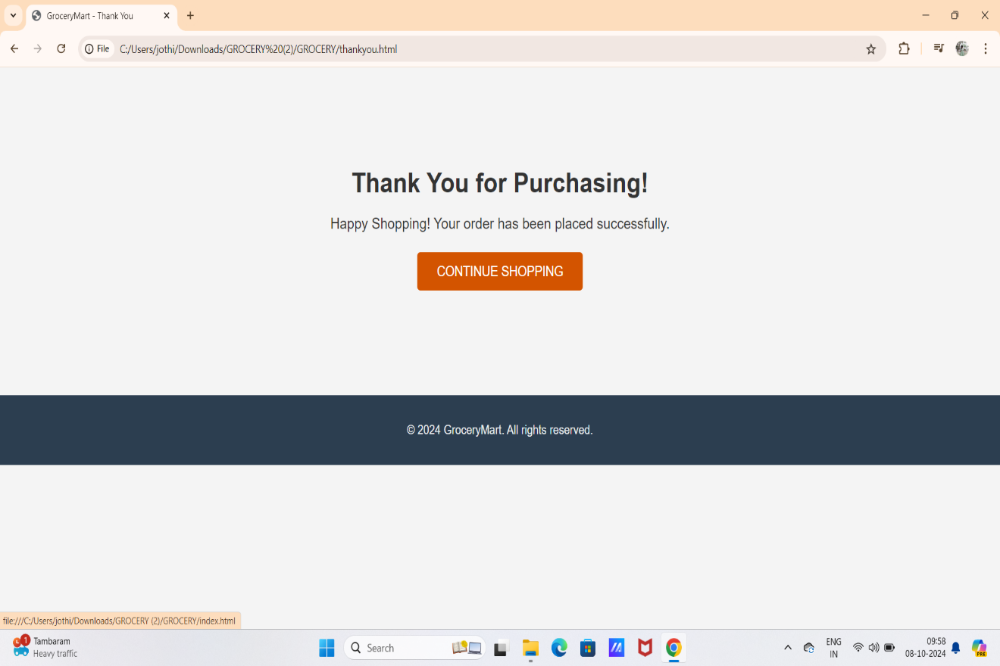 GroceryMart - Thank You
File C:/Users/jothi/Downloads/GROCERY%20(2)/GROCERY/thankyou.html
Thank You for Purchasing!
Happy Shopping! Your order has been placed successfully.
CONTINUE SHOPPING
© 2024 GroceryMart. All rights reserved.
file:///C:/Users/jothi/Downloads/GROCERY (2)/GROCERY/index.html
1
Tambaram
Heavy traffic
Search
ENG
IN
09:58
08-10-2024
PRE